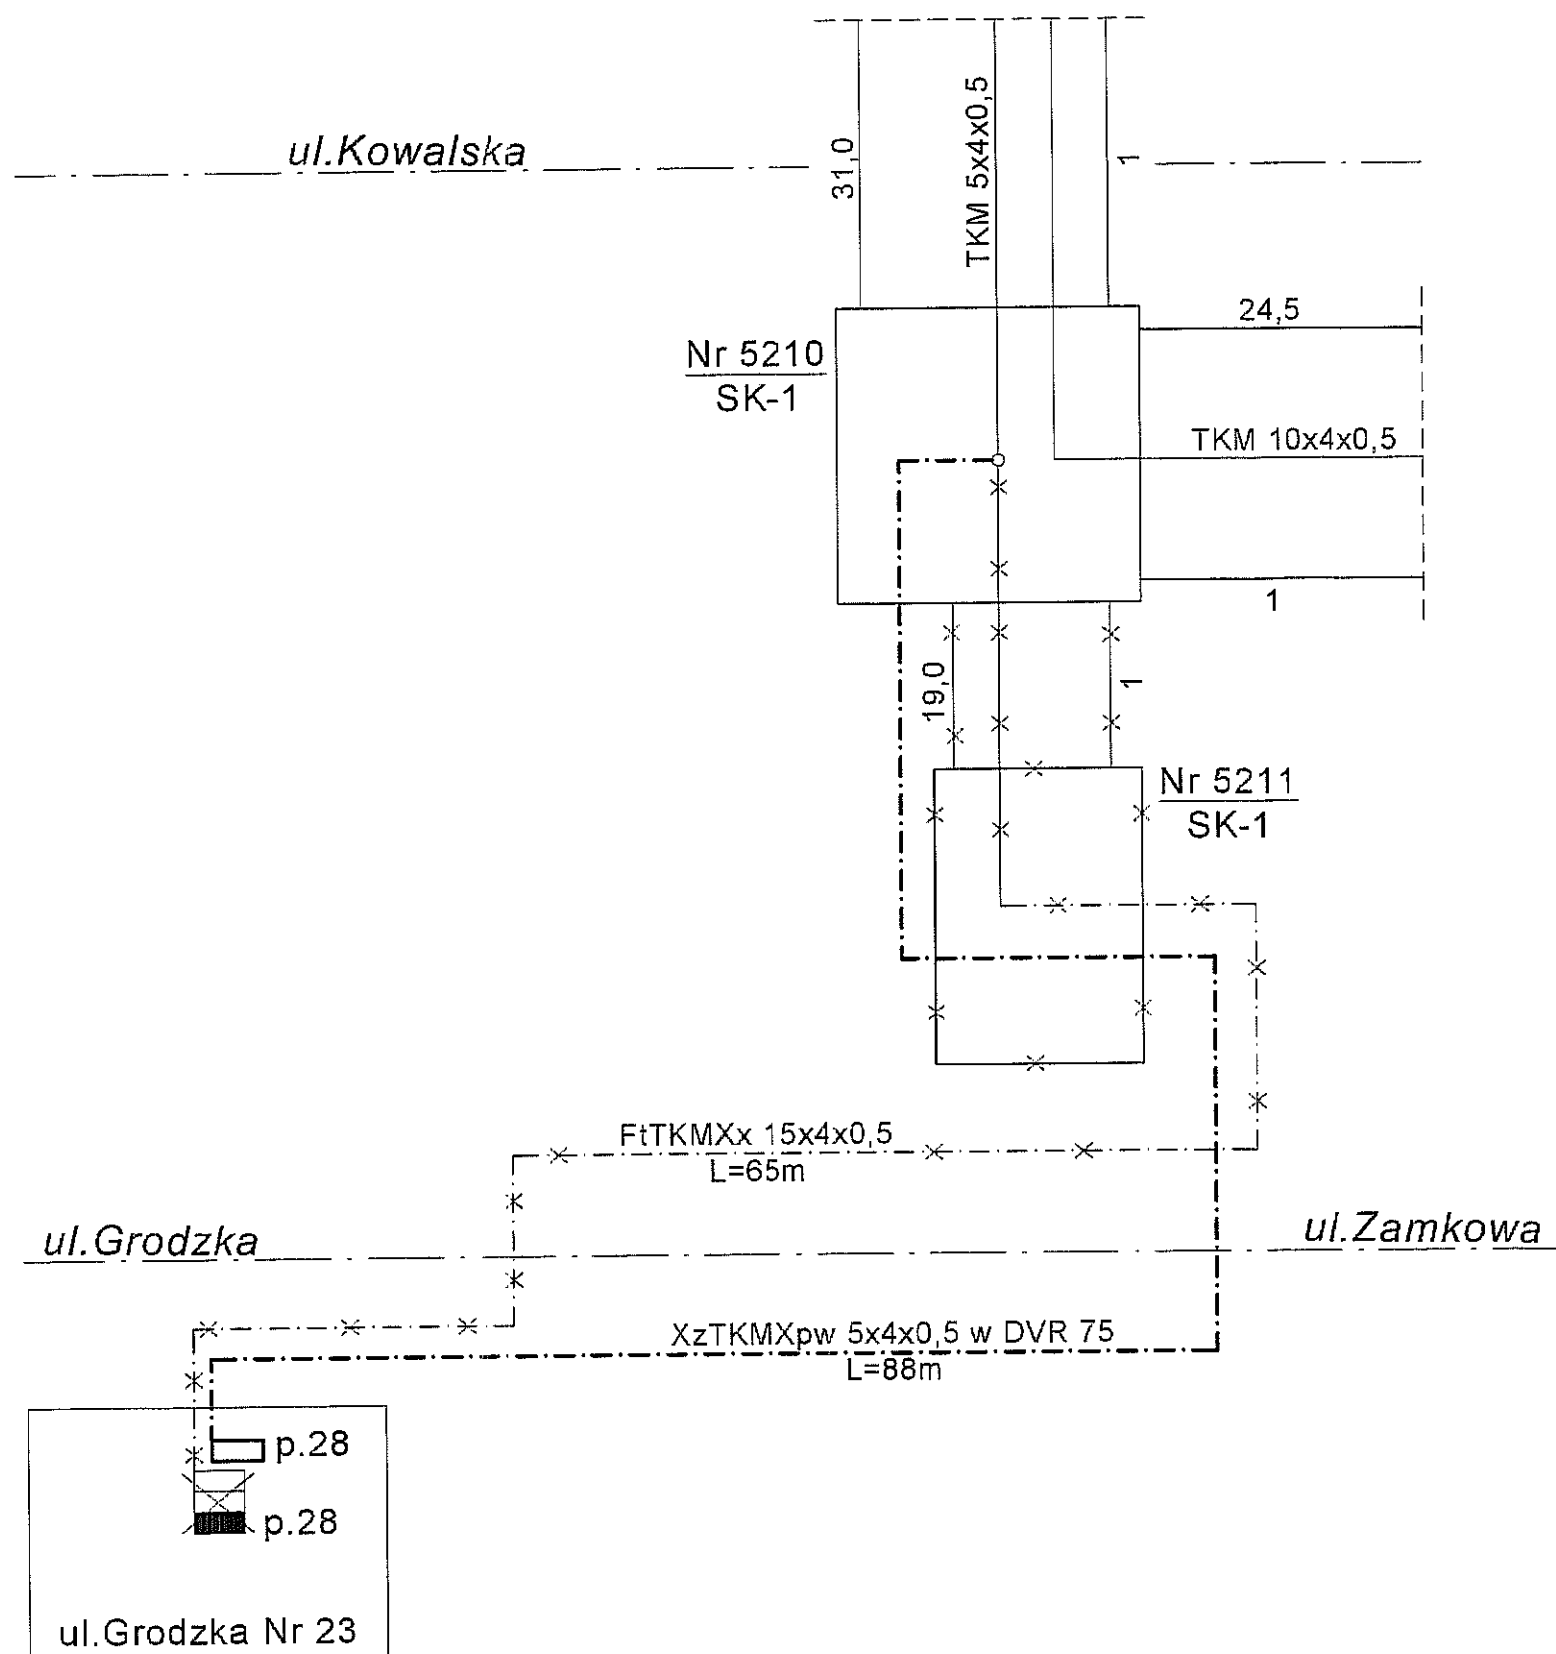 ul.Kowalska
31,0
TKM 5x4x0,5
1
24,5
Nr 5210
SK-1
TKM 10x4x0,5
1
19,0
1
Nr 5211
SK-1
FtTKMXx 15x4x0,5
L=65m
ul.Grodzka
ul.Zamkowa
XzTKMXpw 5x4x0,5 w DVR 75
L=88m
p.28
p.28
ul.Grodzka Nr 23